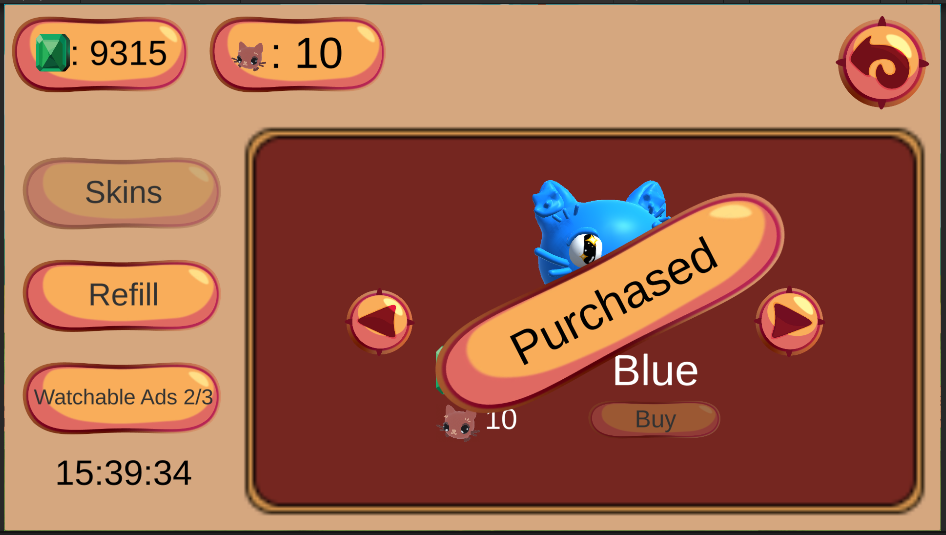 : 9315
: 10
Skins
Refill
Watchable Ads 2/3
15:39:34
Purchased
Blue
10
Buy